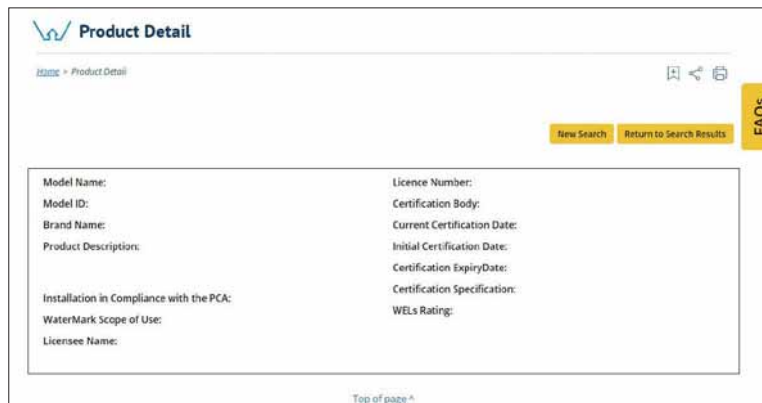 Product Detail
Home > Product Detail
FAQs
New Search
Return to Search Results
Model Name:
Model ID:
Brand Name:
Product Description:
Installation in Compliance with the PCA:
WaterMark Scope of Use:
Licensee Name:
Licence Number:
Certification Body:
Current Certification Date:
Initial Certification Date:
Certification ExpiryDate:
Certification Specification:
WELs Rating:
Top of page ^